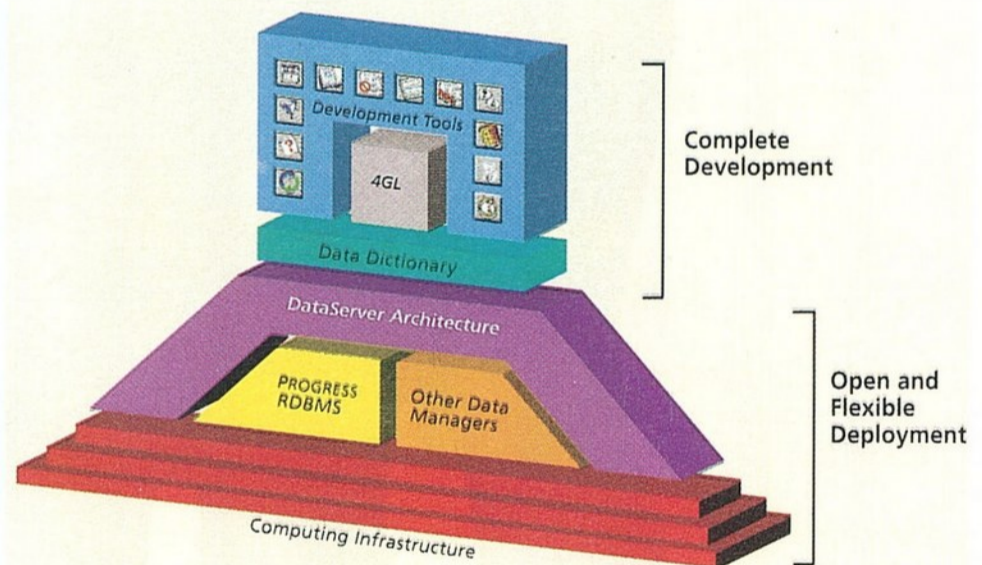 Development Tools
4GL
Complete
Development
Data Dictionary
DataServer Architecture
PROGRESS
RDBMS
Other Data
Managers
Open and
Flexible
Deployment
Computing Infrastructure